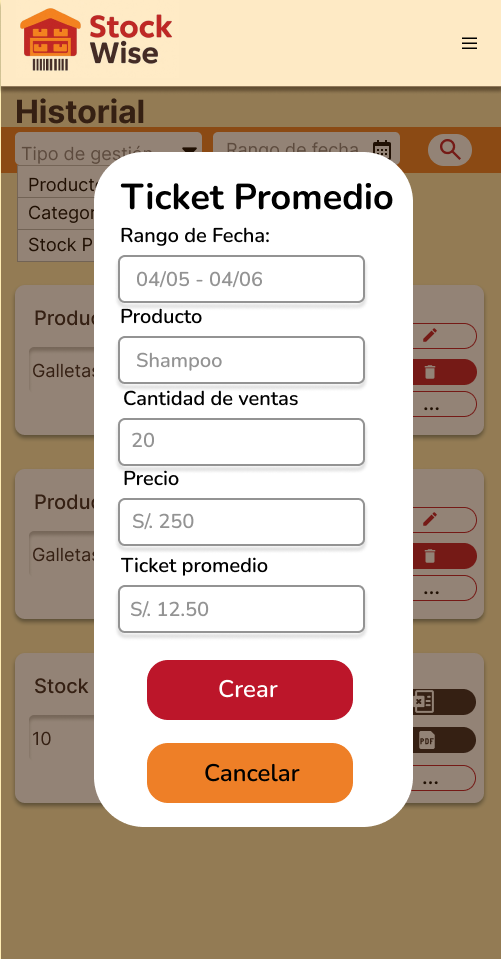 Stock
Wise
Historial
Tipo de gestión
Rango de fecha
Product
Categor
Stock P
Ticket Promedio
Rango de Fecha:
04/05 - 04/06
Producto
Shampoo
Cantidad de ventas
20
Precio
S/. 250
Ticket promedio
S/. 12.50
Crear
Cancelar
Produc
Galletas
...
Produc
Galletas
...
Stock
10
PDF
...